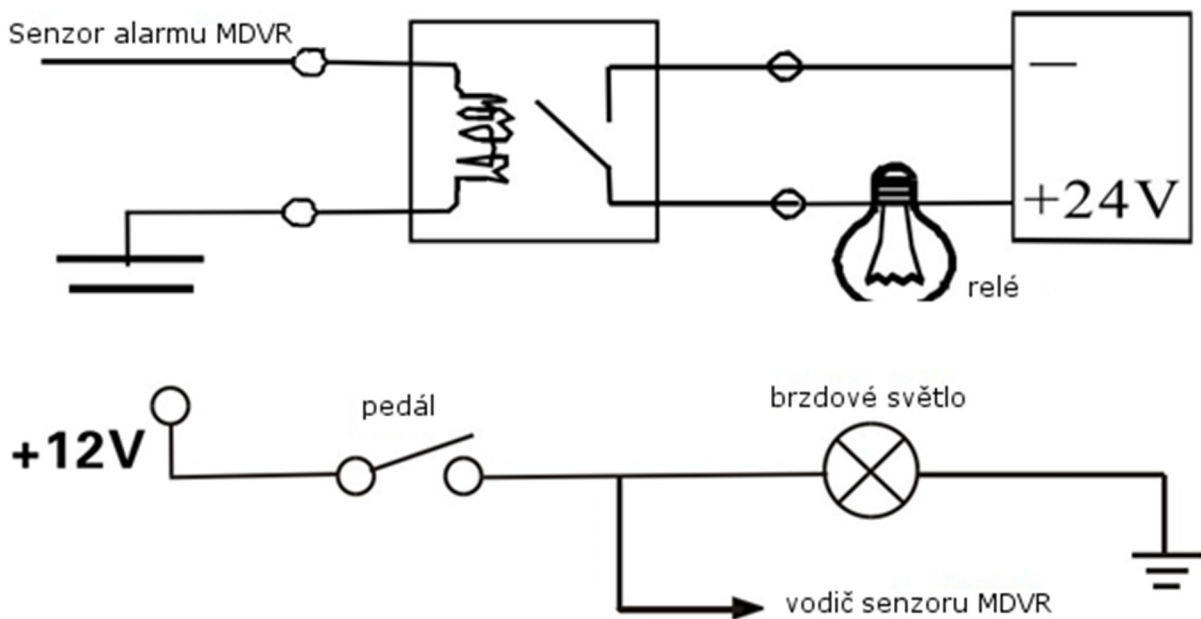 Senzor alarmu MDVR
—
+24V
relé
brzdové světlo
pedál
+12V
vodič senzoru MDVR